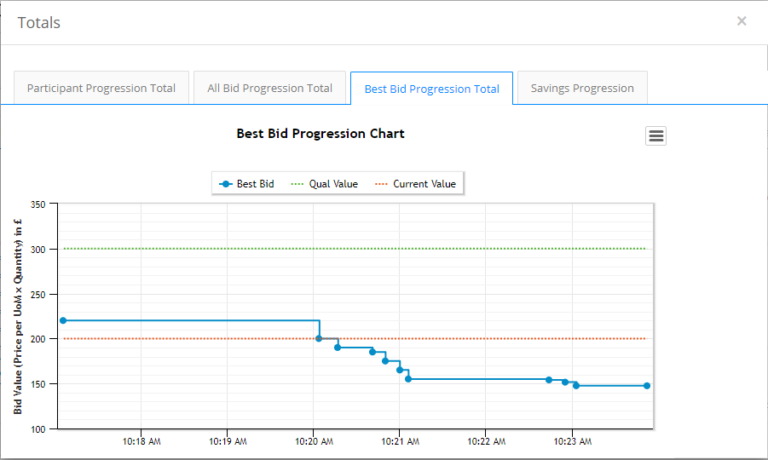 Totals ×
Participant Progression Total All Bid Progression Total Best Bid Progression Total Savings Progression
Best Bid Progression Chart
Best Bid Qual Value Current Value
Bid Value (Price per UoM x Quantity) in £
350
300
250
200
150
100
10:18 AM 10:19 AM 10:20 AM 10:21 AM 10:22 AM 10:23 AM